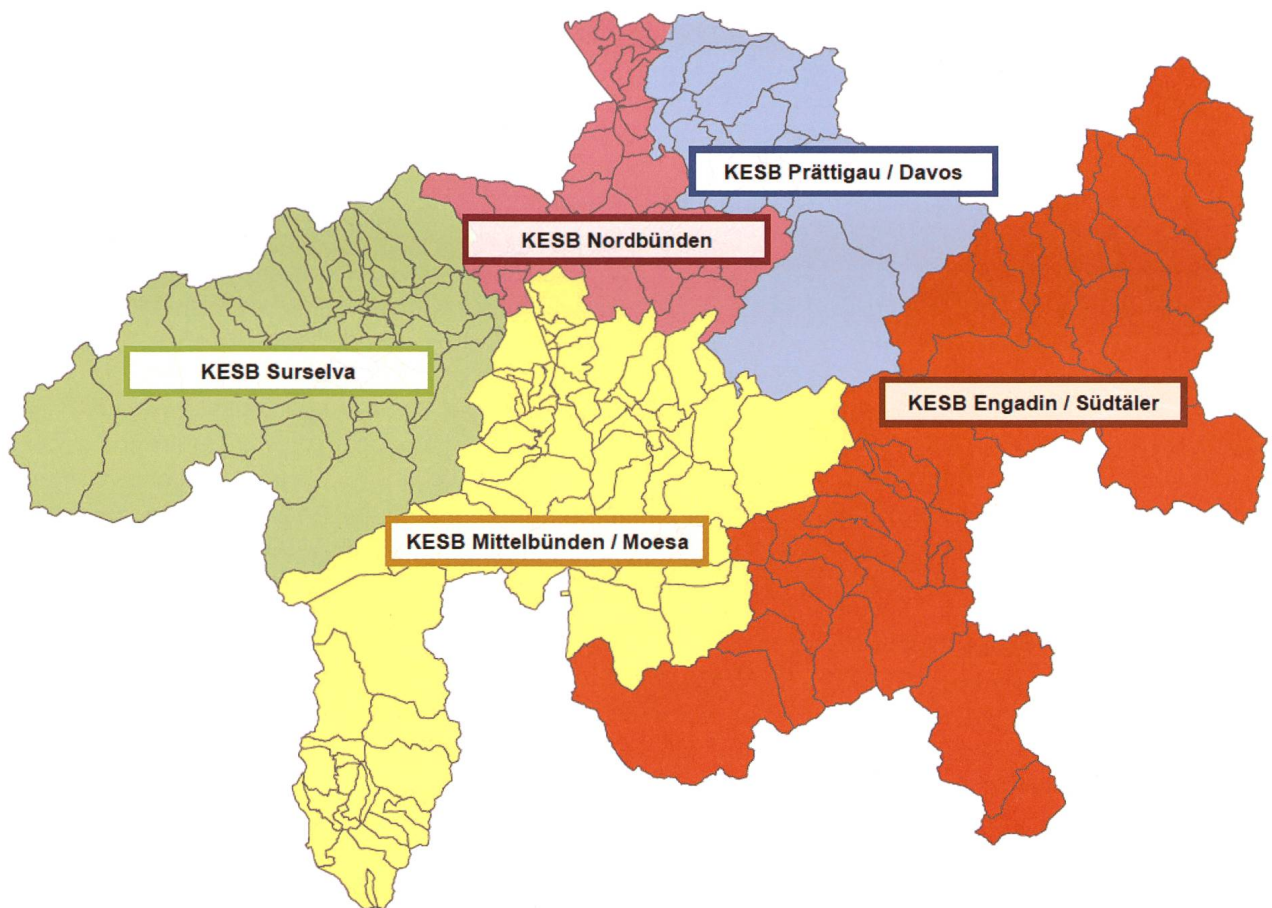 KESB Prättigau / Davos
KESB Nordbünden
KESB Surselva
KESB Engadin / Südtäler
KESB Mittelbünden / Moesa